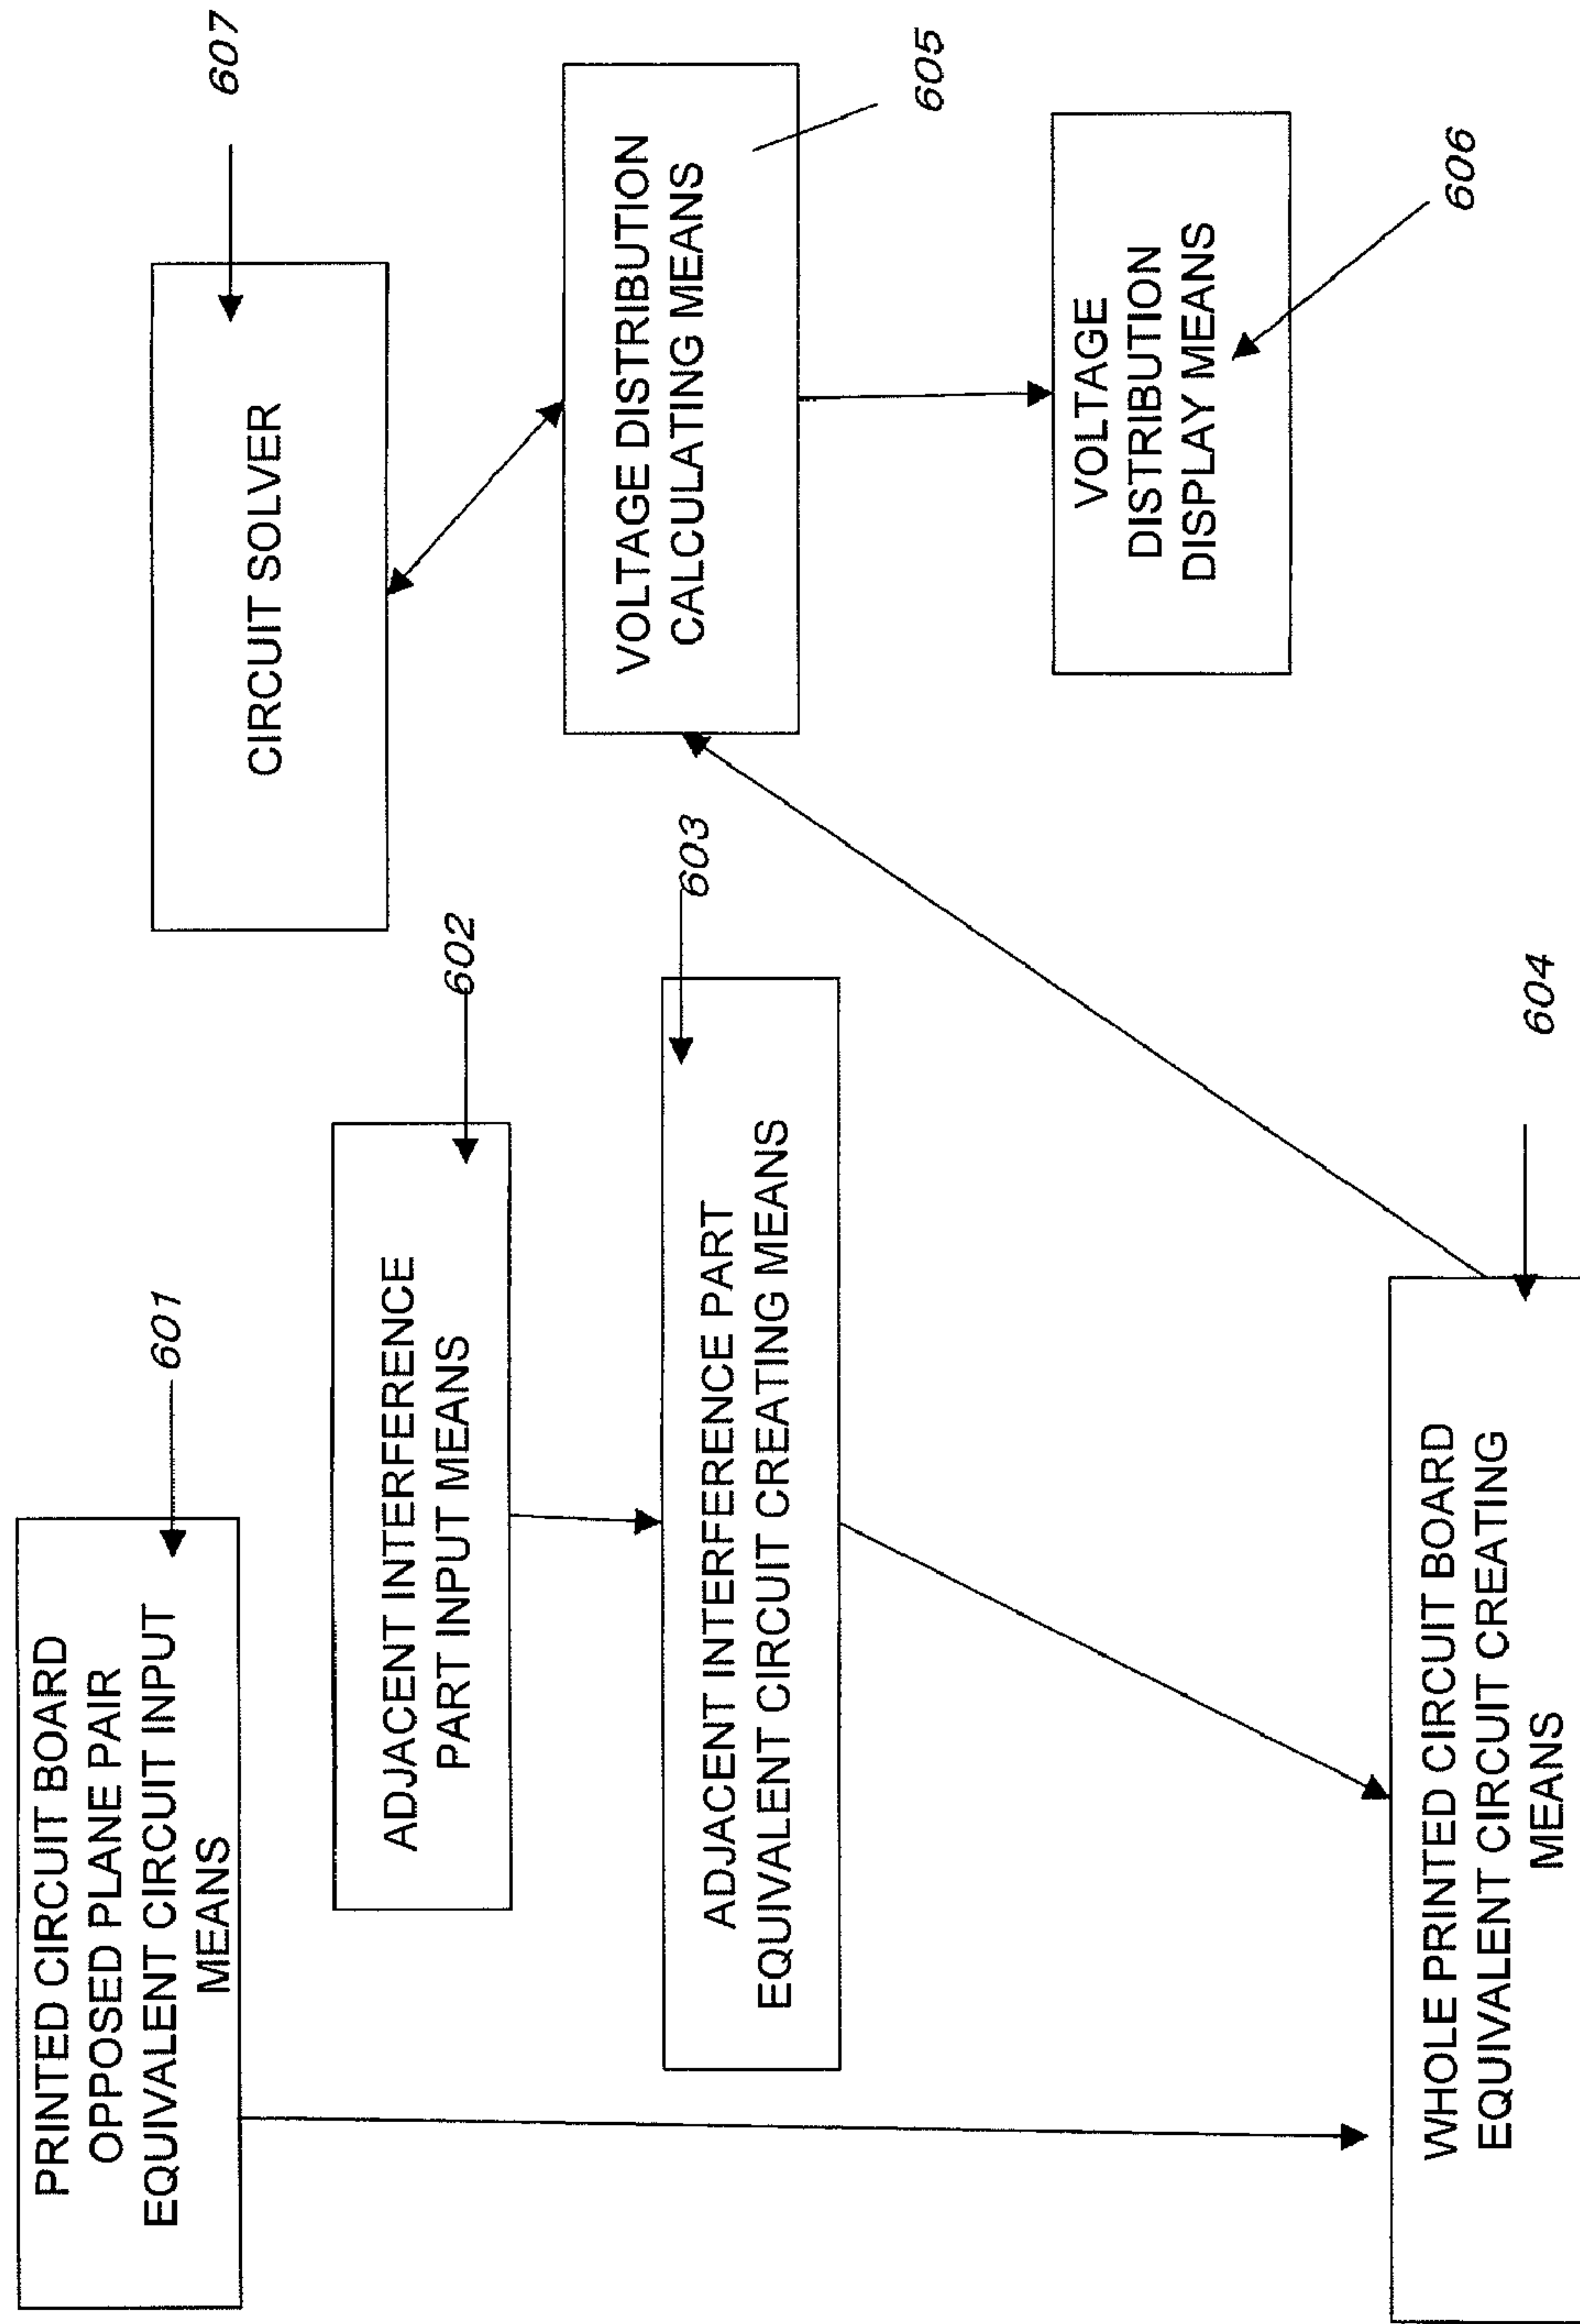 PRINTED CIRCUIT BOARD
OPPOSED PLANE PAIR
EQUIVALENT CIRCUIT INPUT
MEANS
601
ADJACENT INTERFERENCE
PART INPUT MEANS
602
ADJACENT INTERFERENCE PART
EQUIVALENT CIRCUIT CREATING MEANS
603
WHOLE PRINTED CIRCUIT BOARD
EQUIVALENT CIRCUIT CREATING
MEANS
604
CIRCUIT SOLVER
607
VOLTAGE DISTRIBUTION
CALCULATING MEANS
605
VOLTAGE
DISTRIBUTION
DISPLAY MEANS
606